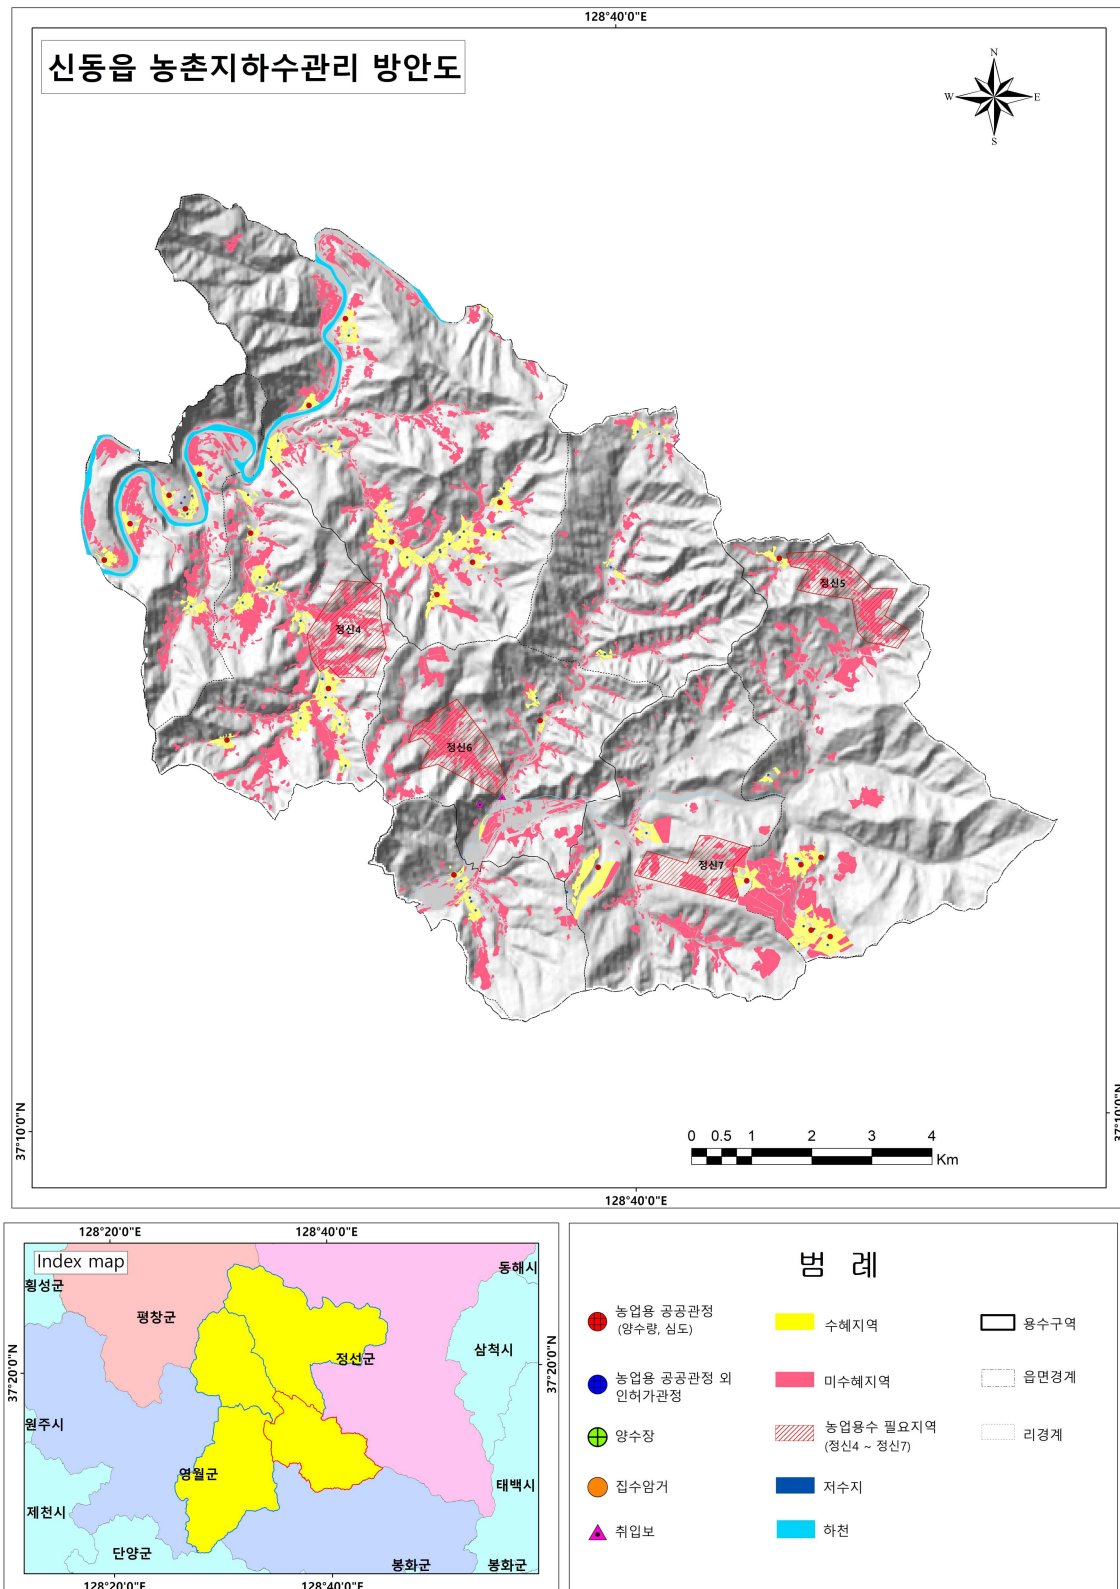 128°40'0"E
신동읍 농촌지하수관리 방안도
N
W
E
S
정신5
정신4
정신6
정신7
37°10'0"N
37°10'0"N
0 0.5 1 2 3 4
Km
128°40'0"E
128°20'0"E 128°40'0"E
Index map
횡성군
동해시
평창군
정선군
삼척시
37°20'0"N
37°20'0"N
원주시
영월군
태백시
제천시
단양군
봉화군
봉화군
128°20'0"E 128°40'0"E
범 례
농업용 공공관정
(양수량, 심도)
수혜지역
용수구역
농업용 공공관정 외
인허가관정
미수혜지역
읍면경계
양수장
농업용수 필요지역
(정신4 ~ 정신7)
리경계
집수암거
저수지
취입보
하천